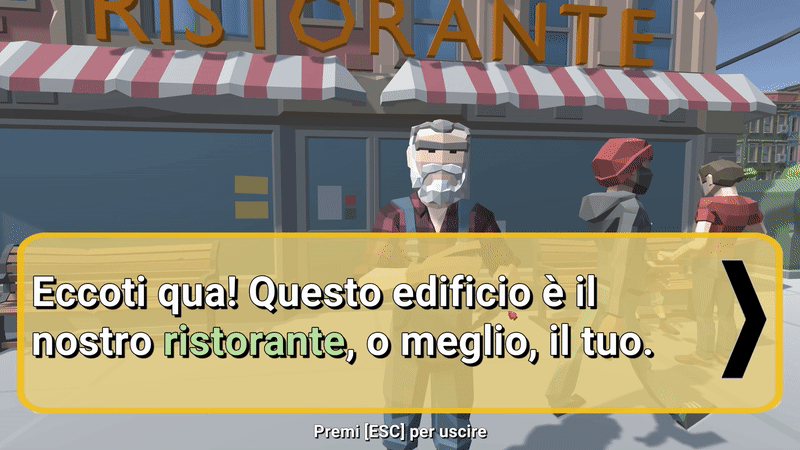 RISTORANTE
Eccoti qua! Questo edificio è il
nostro ristorante, o meglio, il tuo.
Premi [ESC] per uscire